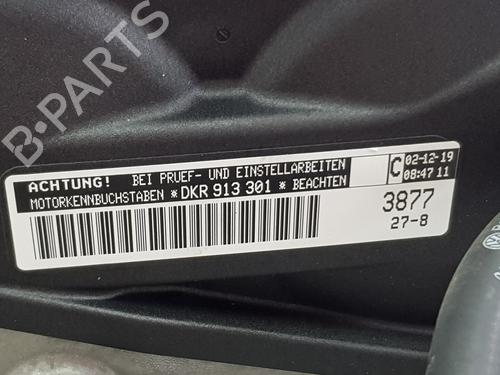 B-PARTS
ACHTUNG! BEI PRUEF- UND EINSTELLARBEITEN
MOTORKENNBUCHSTABEN *DKR 913 301* BEACHTEN
C
02-12-19
08:47 11
3877
27-8